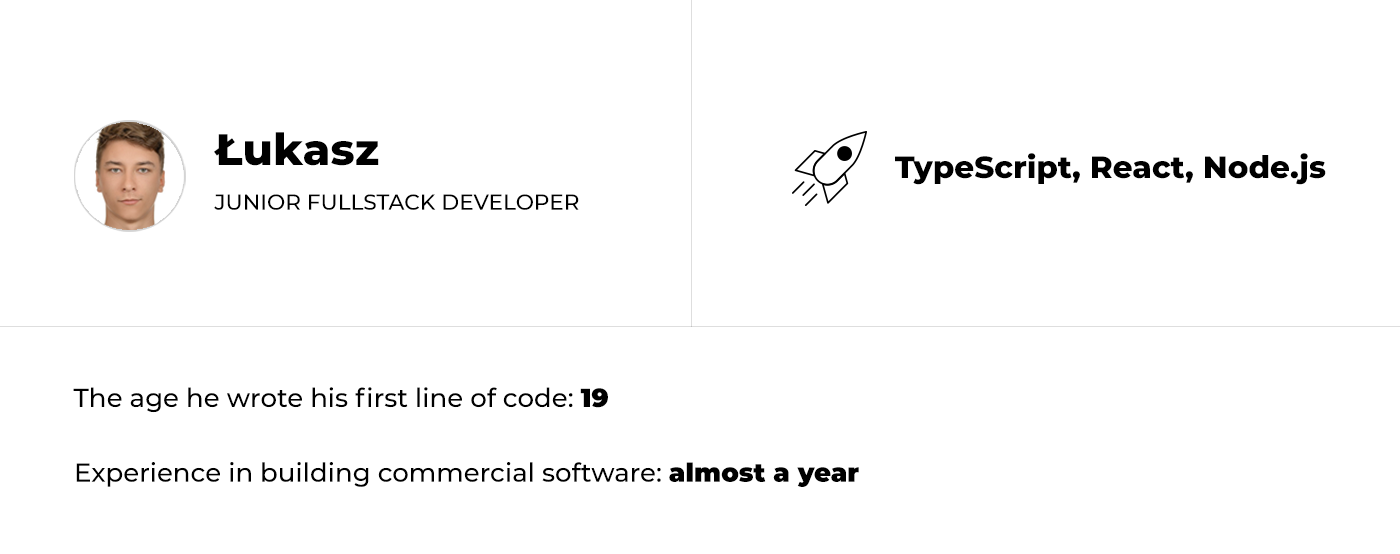 Łukasz
JUNIOR FULLSTACK DEVELOPER
TypeScript, React, Node.js
The age he wrote his first line of code: 19
Experience in building commercial software: almost a year